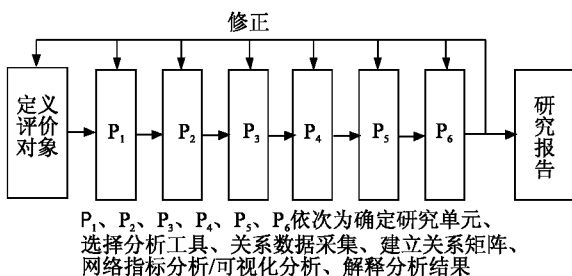 修正
定义
评价
对象
P₁
P₂
P₃
P₄
P₅
P₆
研
究
报
告
P₁、P₂、P₃、P₄、P₅、P₆依次为确定研究单元、
选择分析工具、关系数据采集、建立关系矩阵、
网络指标分析/可视化分析、解释分析结果